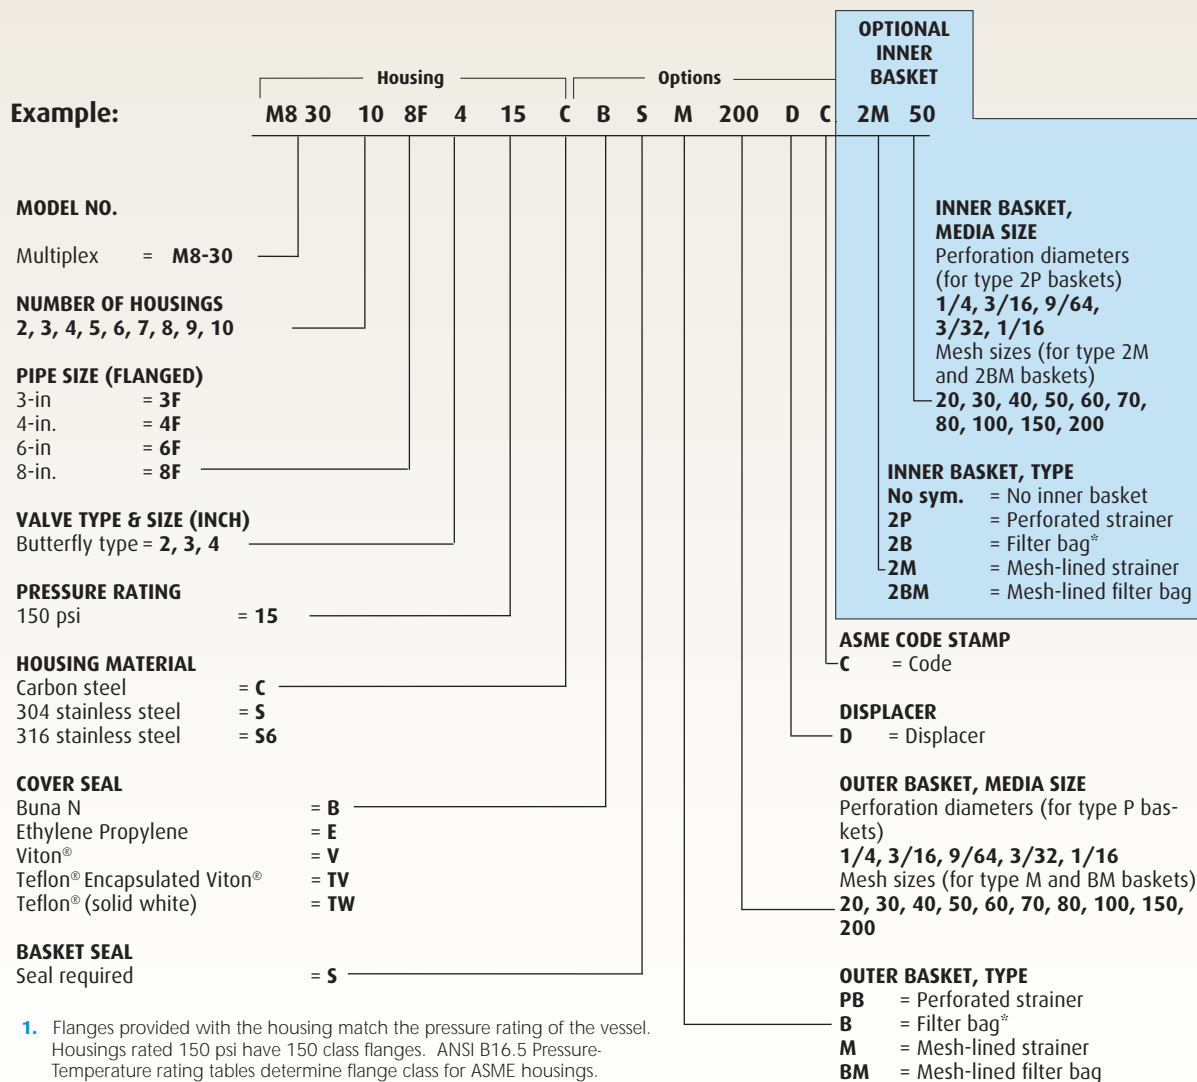 OPTIONAL
INNER
BASKET
Housing
Options
Example:
M8 30 10 8F 4 15 C B S M 200 D C 2M 50
MODEL NO.
Multiplex = M8-30
NUMBER OF HOUSINGS
2, 3, 4, 5, 6, 7, 8, 9, 10
PIPE SIZE (FLANGED)
3-in = 3F
4-in. = 4F
6-in = 6F
8-in. = 8F
VALVE TYPE & SIZE (INCH)
Butterfly type = 2, 3, 4
PRESSURE RATING
150 psi = 15
HOUSING MATERIAL
Carbon steel = C
304 stainless steel = S
316 stainless steel = S6
COVER SEAL
Buna N = B
Ethylene Propylene = E
Viton® = V
Teflon® Encapsulated Viton® = TV
Teflon® (solid white) = TW
BASKET SEAL
Seal required = S
1. Flanges provided with the housing match the pressure rating of the vessel.
Housings rated 150 psi have 150 class flanges. ANSI B16.5 Pressure-
Temperature rating tables determine flange class for ASME housings.
INNER BASKET,
MEDIA SIZE
Perforation diameters
(for type 2P baskets)
1/4, 3/16, 9/64,
3/32, 1/16
Mesh sizes (for type 2M
and 2BM baskets)
20, 30, 40, 50, 60, 70,
80, 100, 150, 200
INNER BASKET, TYPE
No sym. = No inner basket
2P = Perforated strainer
2B = Filter bag*
2M = Mesh-lined strainer
2BM = Mesh-lined filter bag
ASME CODE STAMP
C = Code
DISPLACER
D = Displacer
OUTER BASKET, MEDIA SIZE
Perforation diameters (for type P bas-
kets)
1/4, 3/16, 9/64, 3/32, 1/16
Mesh sizes (for type M and BM baskets)
20, 30, 40, 50, 60, 70, 80, 100, 150,
200
OUTER BASKET, TYPE
PB = Perforated strainer
B = Filter bag*
M = Mesh-lined strainer
BM = Mesh-lined filter bag